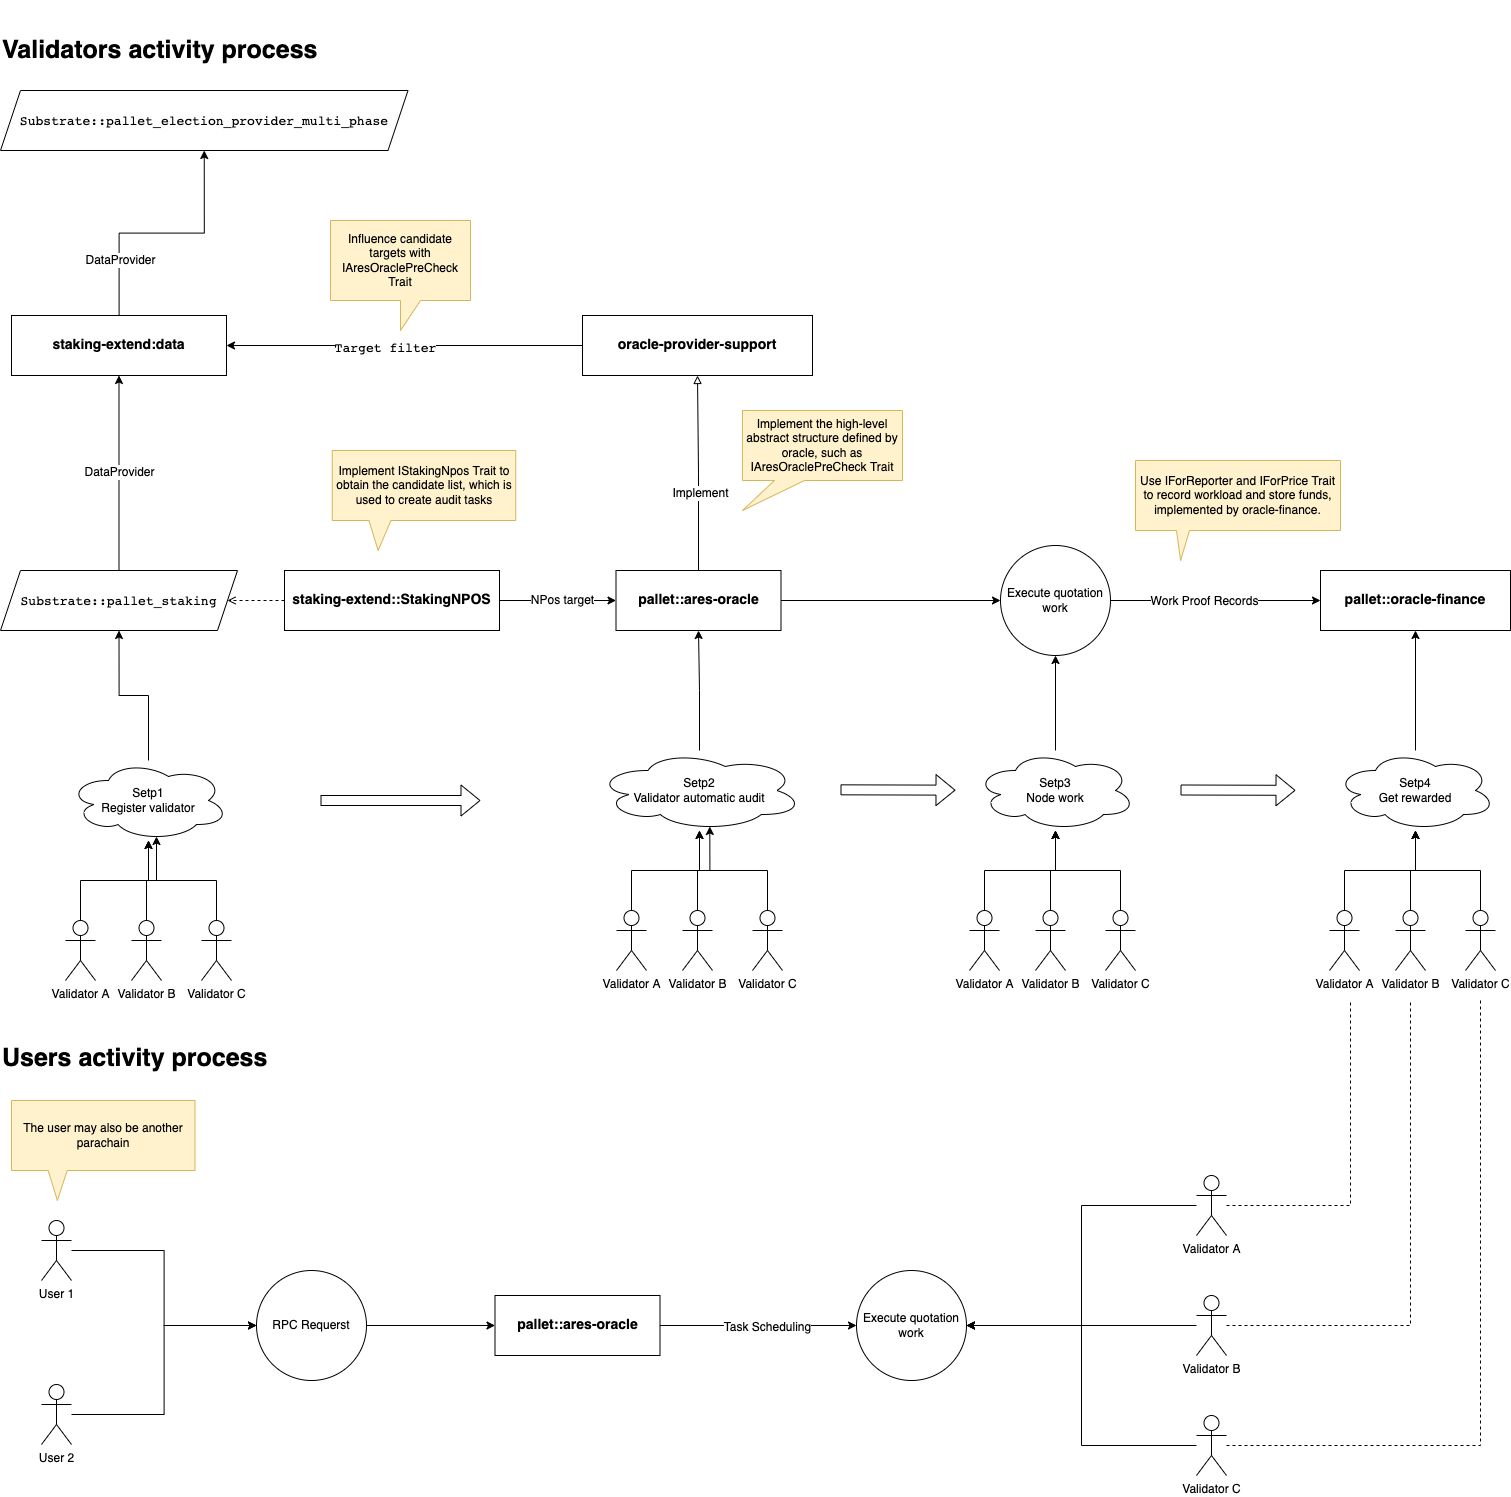 Validators activity process
Substrate::pallet_election_provider_multi_phase
DataProvider
Influence candidate
targets with
IAresOraclePreCheck
Trait
staking-extend:data
Target filter
oracle-provider-support
DataProvider
Implement IStakingNpos Trait to
obtain the candidate list, which is
used to create audit tasks
Implement
Implement the high-level
abstract structure defined by
oracle, such as
IAresOraclePreCheck Trait
Use IForReporter and IForPrice Trait
to record workload and store funds,
implemented by oracle-finance.
Substrate::pallet_staking
staking-extend::StakingNPOS
NPos target
pallet::ares-oracle
Execute quotation
work
Work Proof Records
pallet::oracle-finance
Setp1
Register validator
Setp2
Validator automatic audit
Setp3
Node work
Setp4
Get rewarded
Validator A
Validator B
Validator C
Validator A
Validator B
Validator C
Validator A
Validator B
Validator C
Validator A
Validator B
Validator C
Users activity process
The user may also be another
parachain
User 1
RPC Requerst
pallet::ares-oracle
Task Scheduling
Execute quotation
work
Validator A
Validator B
User 2
Validator C